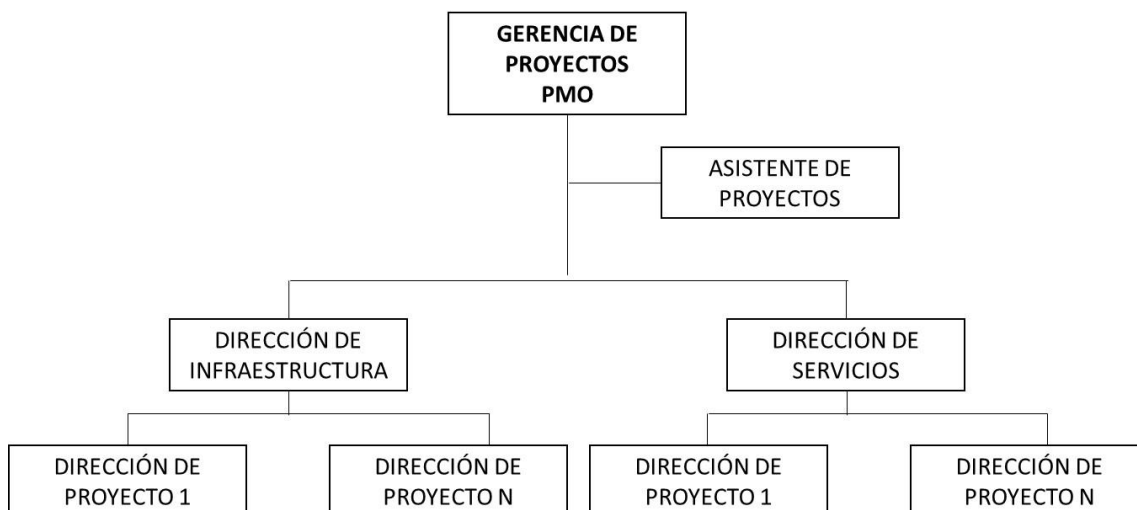 GERENCIA DE
PROYECTOS
PMO
ASISTENTE DE
PROYECTOS
DIRECCIÓN DE
INFRAESTRUCTURA
DIRECCIÓN DE
SERVICIOS
DIRECCIÓN DE
PROYECTO 1
DIRECCIÓN DE
PROYECTO N
DIRECCIÓN DE
PROYECTO 1
DIRECCIÓN DE
PROYECTO N